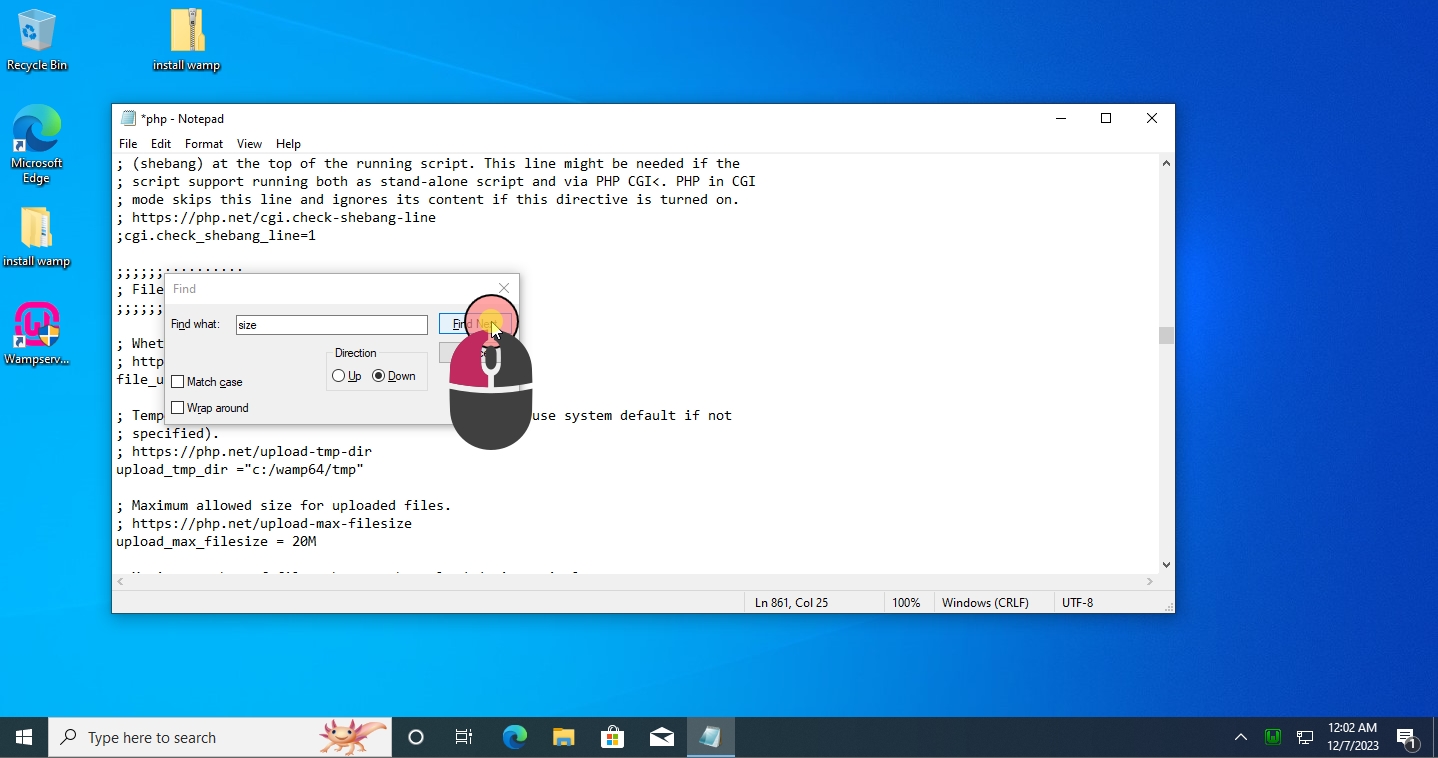 Recycle Bin
install wamp
Microsoft
Edge
install wamp
Wampserv...
*php - Notepad
File Edit Format View Help
; (shebang) at the top of the running script. This line might be needed if the
; script support running both as stand-alone script and via PHP CGI<. PHP in CGI
; mode skips this line and ignores its content if this directive is turned on.
; https://php.net/cgi.check-shebang-line
;cgi.check_shebang_line=1
; File
; Whet
; http
file_u
; Temp
use system default if not
; specified).
; https://php.net/upload-tmp-dir
upload_tmp_dir ="c:/wamp64/tmp"
; Maximum allowed size for uploaded files.
; https://php.net/upload-max-filesize
upload_max_filesize = 20M
Find
Find what: size Find Next
Direction
Up Down
Match case
Wrap around
Ln 861, Col 25 100% Windows (CRLF) UTF-8
Type here to search
12:02 AM
12/7/2023
1